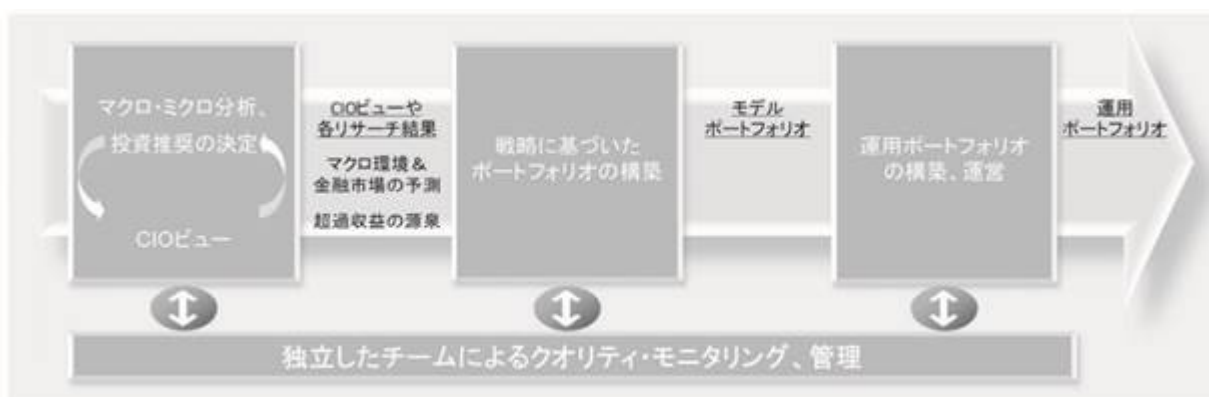 マクロ・ミクロ分析、
投資推奨の決定
CIOビュー
CIOビューや
各リサーチ結果
マクロ環境&
金融市場の予測
超過収益の源泉
戦略に基づいた
ポートフォリオの構築
モデル
ポートフォリオ
運用ポートフォリオ
の構築、運営
運用
ポートフォリオ
独立したチームによるクオリティ・モニタリング、管理